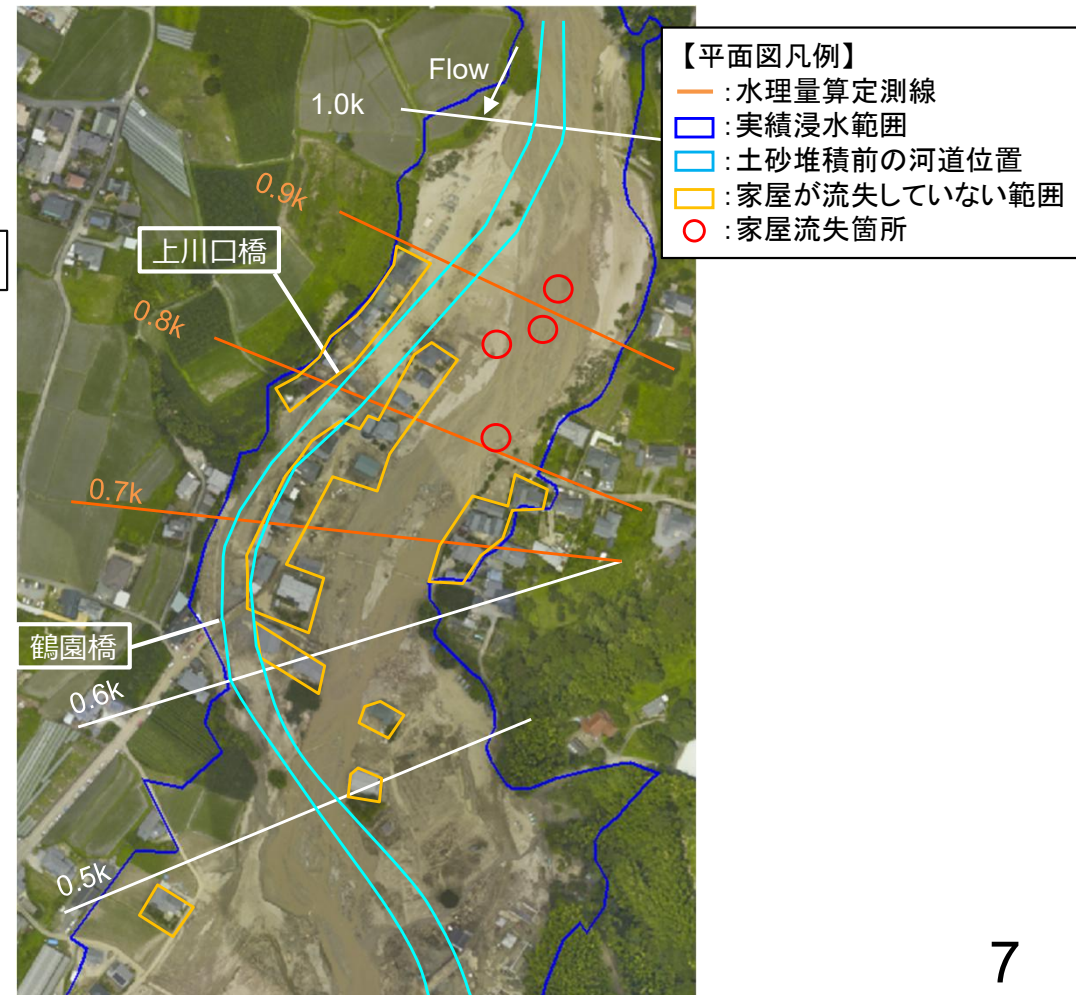 【平面図凡例】
:水理量算定測線
:実績浸水範囲
:土砂堆積前の河道位置
:家屋が流失していない範囲
:家屋流失箇所
Flow
1.0k
0.9k
上川口橋
0.8k
0.7k
鶴園橋
0.6k
0.5k
7